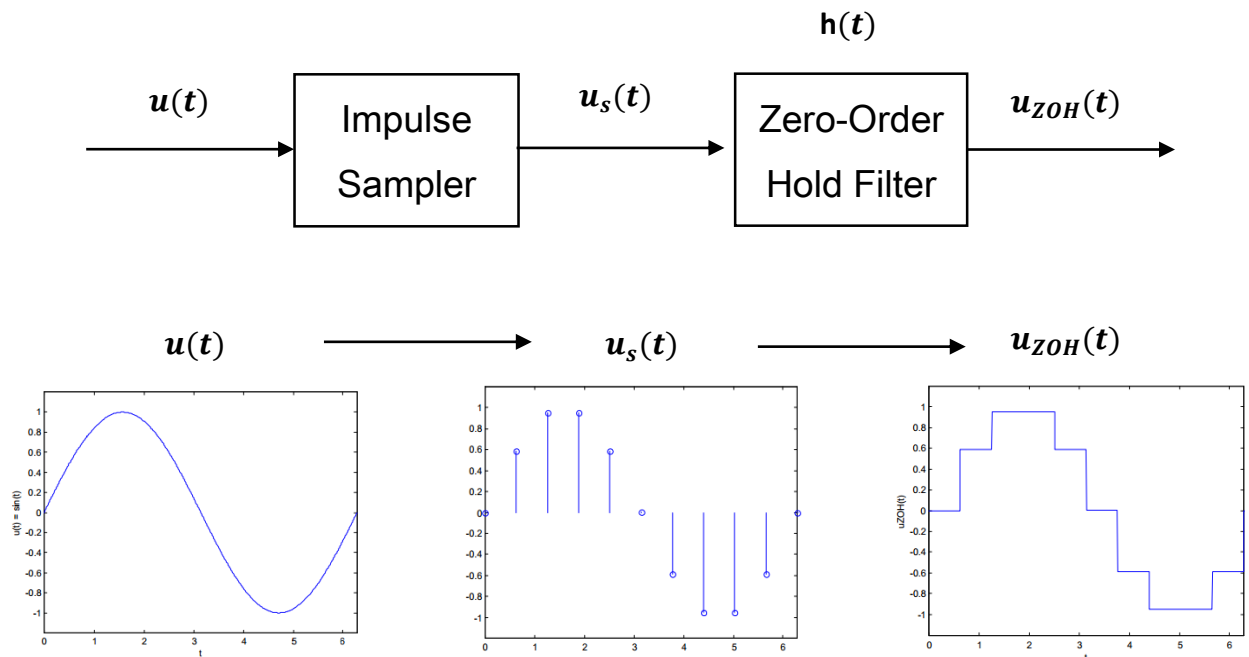 h(t)
u(t)
u_s(t)
u_ZOH(t)
Impulse
Sampler
Zero-Order
Hold Filter
u(t)
u_s(t)
u_ZOH(t)
u(t) = sin(t)
1
0.8
0.6
0.4
0.2
0
-0.2
-0.4
-0.6
-0.8
-1
0 1 2 3 4 5 6
t
1
0.8
0.6
0.4
0.2
0
-0.2
-0.4
-0.6
-0.8
-1
0 1 2 3 4 5 6
uZOH(t)
1
0.8
0.6
0.4
0.2
0
-0.2
-0.4
-0.6
-0.8
-1
0 1 2 3 4 5 6